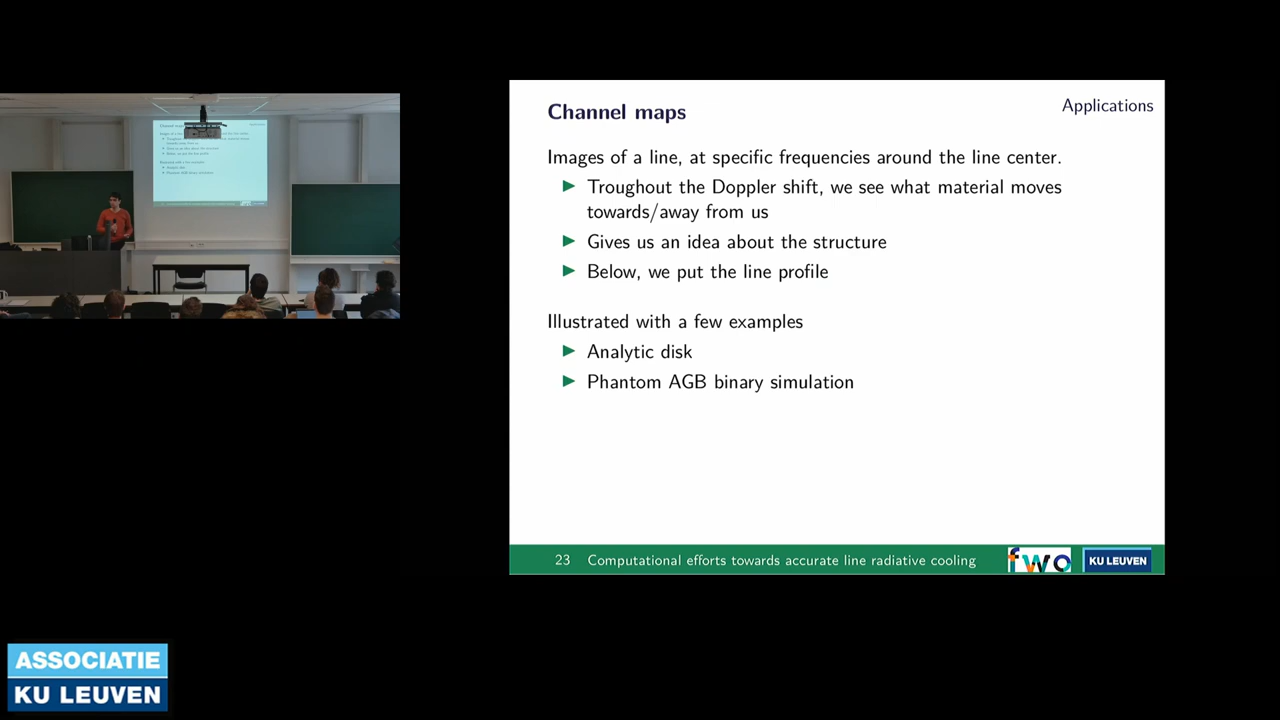 Channel maps
Applications
Images of a line, at specific frequencies around the line center.
Troughout the Doppler shift, we see what material moves
towards/away from us
Gives us an idea about the structure
Below, we put the line profile
Illustrated with a few examples
Analytic disk
Phantom AGB binary simulation
23 Computational efforts towards accurate line radiative cooling
fwo
KU LEUVEN
ASSOCIATIE
KU LEUVEN